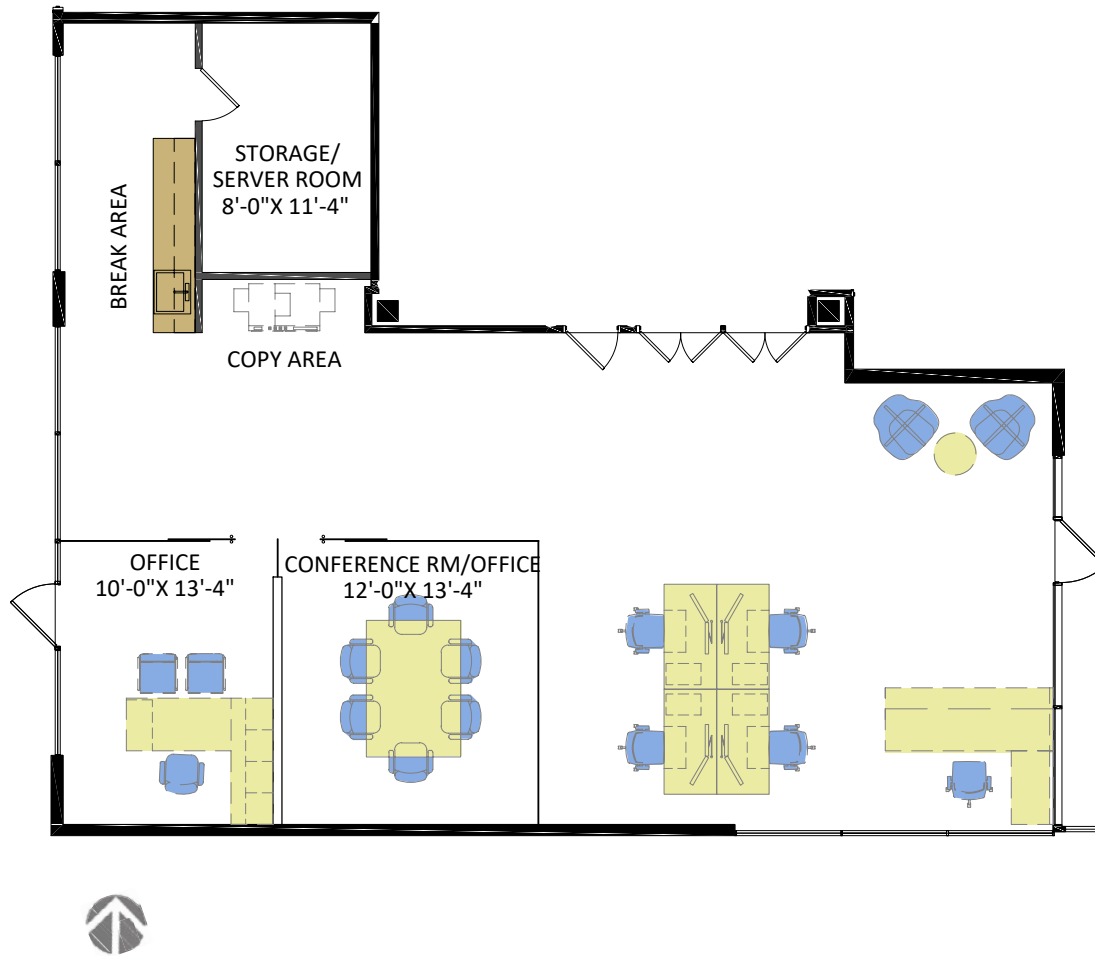 STORAGE/
SERVER ROOM
8'-0"X 11'-4"
BREAK AREA
COPY AREA
OFFICE
10'-0"X 13'-4"
CONFERENCE RM/OFFICE
12'-0"X 13'-4"